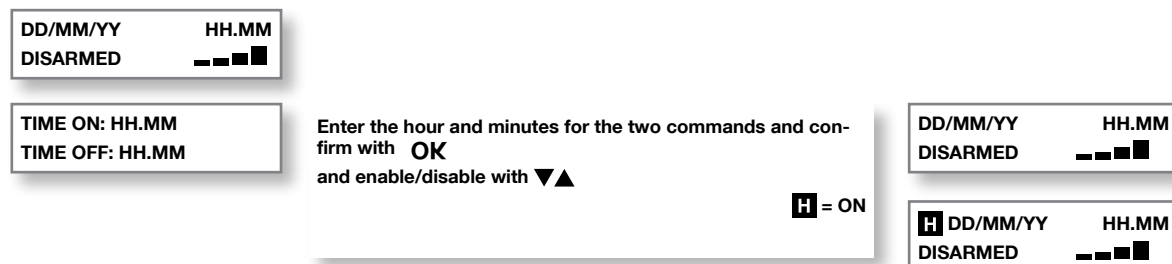 DD/MM/YY HH.MM
DISARMED
TIME ON: HH.MM
TIME OFF: HH.MM
Enter the hour and minutes for the two commands and con-
firm with OK
and enable/disable with ▼▲
H = ON
DD/MM/YY HH.MM
DISARMED
H DD/MM/YY HH.MM
DISARMED